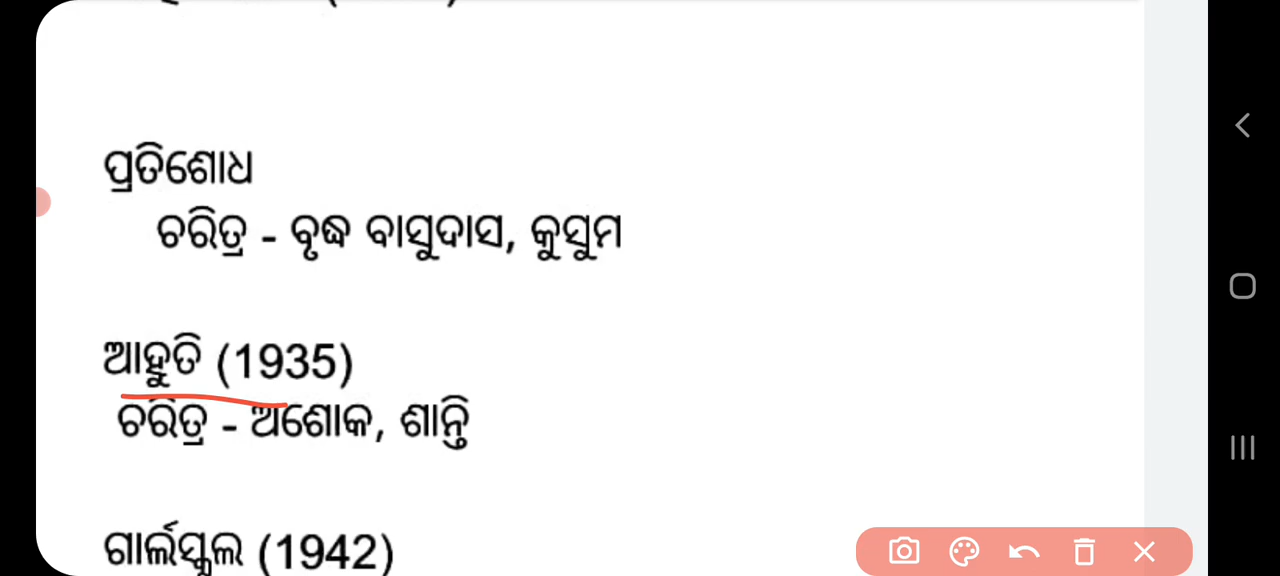 ପ୍ରତିଶୋଧ
ଚରିତ୍ର - ବୃଦ୍ଧ ବାସୁଦାସ, କୁସୁମ
ଆହୁତି (1935)
ଚରିତ୍ର - ଅଶୋକ, ଶାନ୍ତି
ଗାର୍ଲସ୍କୁଲ (1942)